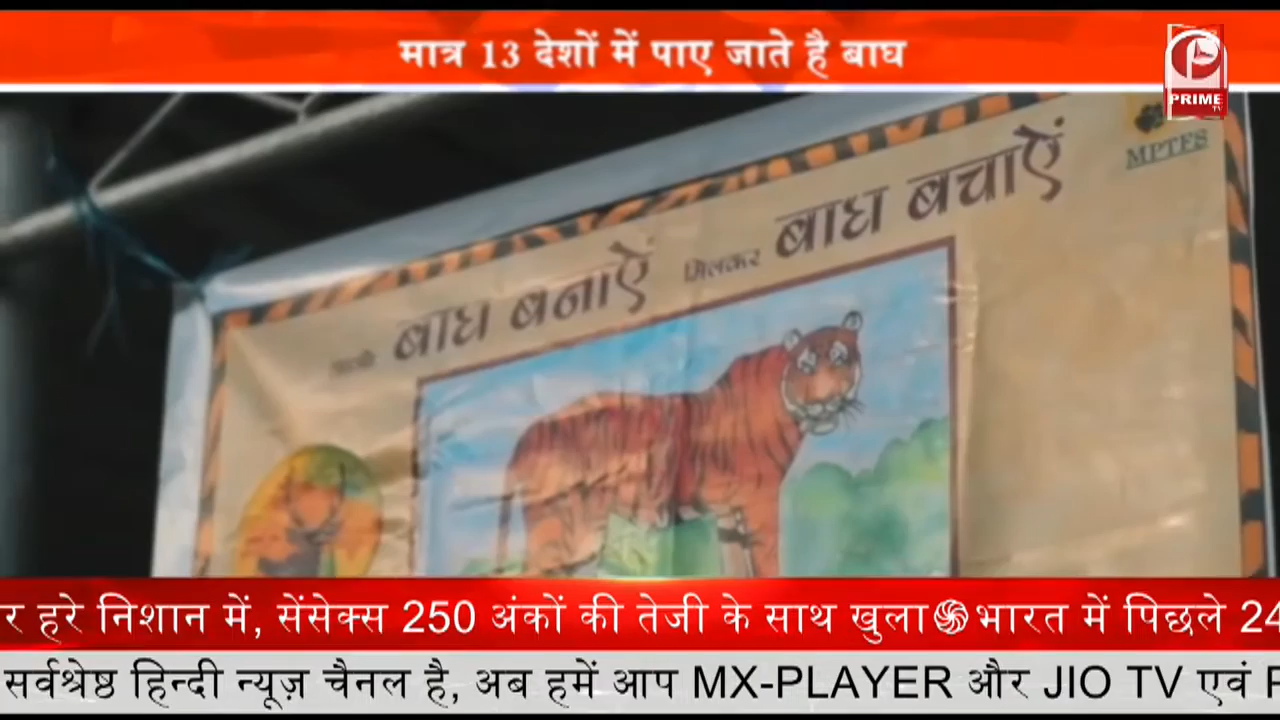 मात्र 13 देशों में पाए जाते है बाघ
PRIME
TV
MPTFS
बाघ बनाऐं मिलकर बाघ बचाऐं
र हरे निशान में, सेंसेक्स 250 अंकों की तेजी के साथ खुला भारत में पिछले 24
सर्वश्रेष्ठ हिन्दी न्यूज़ चैनल है, अब हमें आप MX-PLAYER और JIO TV एवं P